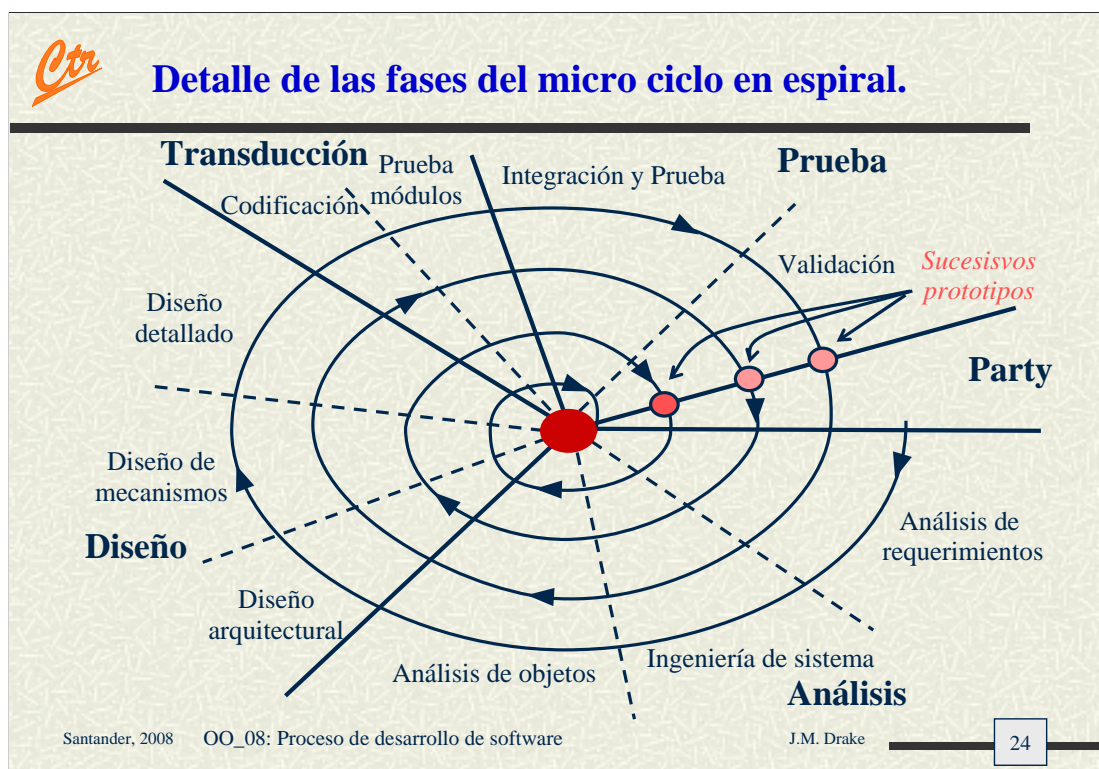 Ctr
Detalle de las fases del micro ciclo en espiral.
Transducción
Prueba
módulos
Integración y Prueba
Prueba
Codificación
Validación
Sucesisvos
prototipos
Diseño
detallado
Party
Diseño de
mecanismos
Análisis de
requerimientos
Diseño
Diseño
arquitectural
Análisis de objetos
Ingeniería de sistema
Análisis
Santander, 2008
OO_08: Proceso de desarrollo de software
J.M. Drake
24